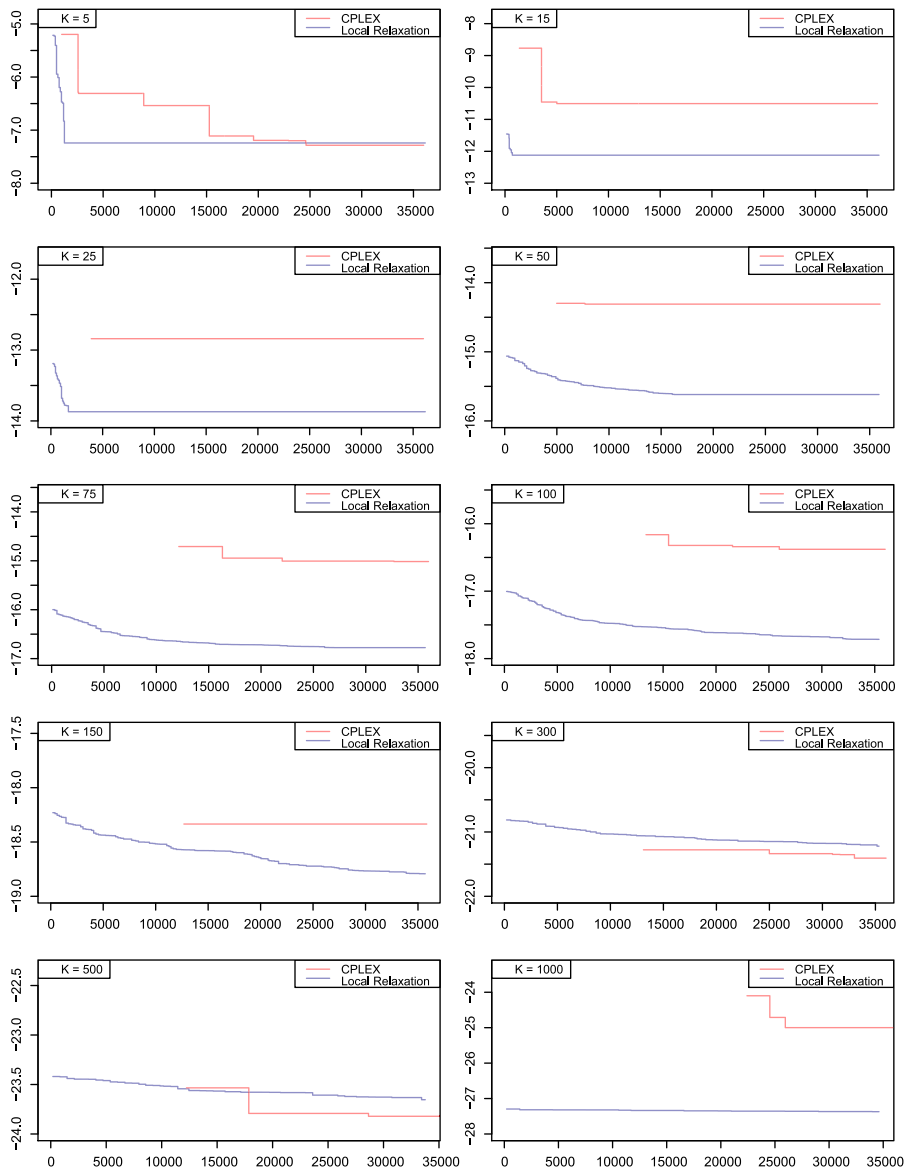 K = 5
CPLEX
Local Relaxation
−5.0
−6.0
−7.0
−8.0
0 5000 10000 15000 20000 25000 30000 35000
K = 15
CPLEX
Local Relaxation
−8
−9
−10
−11
−12
−13
0 5000 10000 15000 20000 25000 30000 35000
K = 25
CPLEX
Local Relaxation
−12.0
−13.0
−14.0
0 5000 10000 15000 20000 25000 30000 35000
K = 50
CPLEX
Local Relaxation
−14.0
−15.0
−16.0
0 5000 10000 15000 20000 25000 30000 35000
K = 75
CPLEX
Local Relaxation
−14.0
−15.0
−16.0
−17.0
0 5000 10000 15000 20000 25000 30000 35000
K = 100
CPLEX
Local Relaxation
−16.0
−17.0
−18.0
0 5000 10000 15000 20000 25000 30000 35000
K = 150
CPLEX
Local Relaxation
−17.5
−18.0
−18.5
−19.0
0 5000 10000 15000 20000 25000 30000 35000
K = 300
CPLEX
Local Relaxation
−20.0
−21.0
−22.0
0 5000 10000 15000 20000 25000 30000 35000
K = 500
CPLEX
Local Relaxation
−22.5
−23.0
−23.5
−24.0
0 5000 10000 15000 20000 25000 30000 35000
K = 1000
CPLEX
Local Relaxation
−24
−25
−26
−27
−28
0 5000 10000 15000 20000 25000 30000 35000